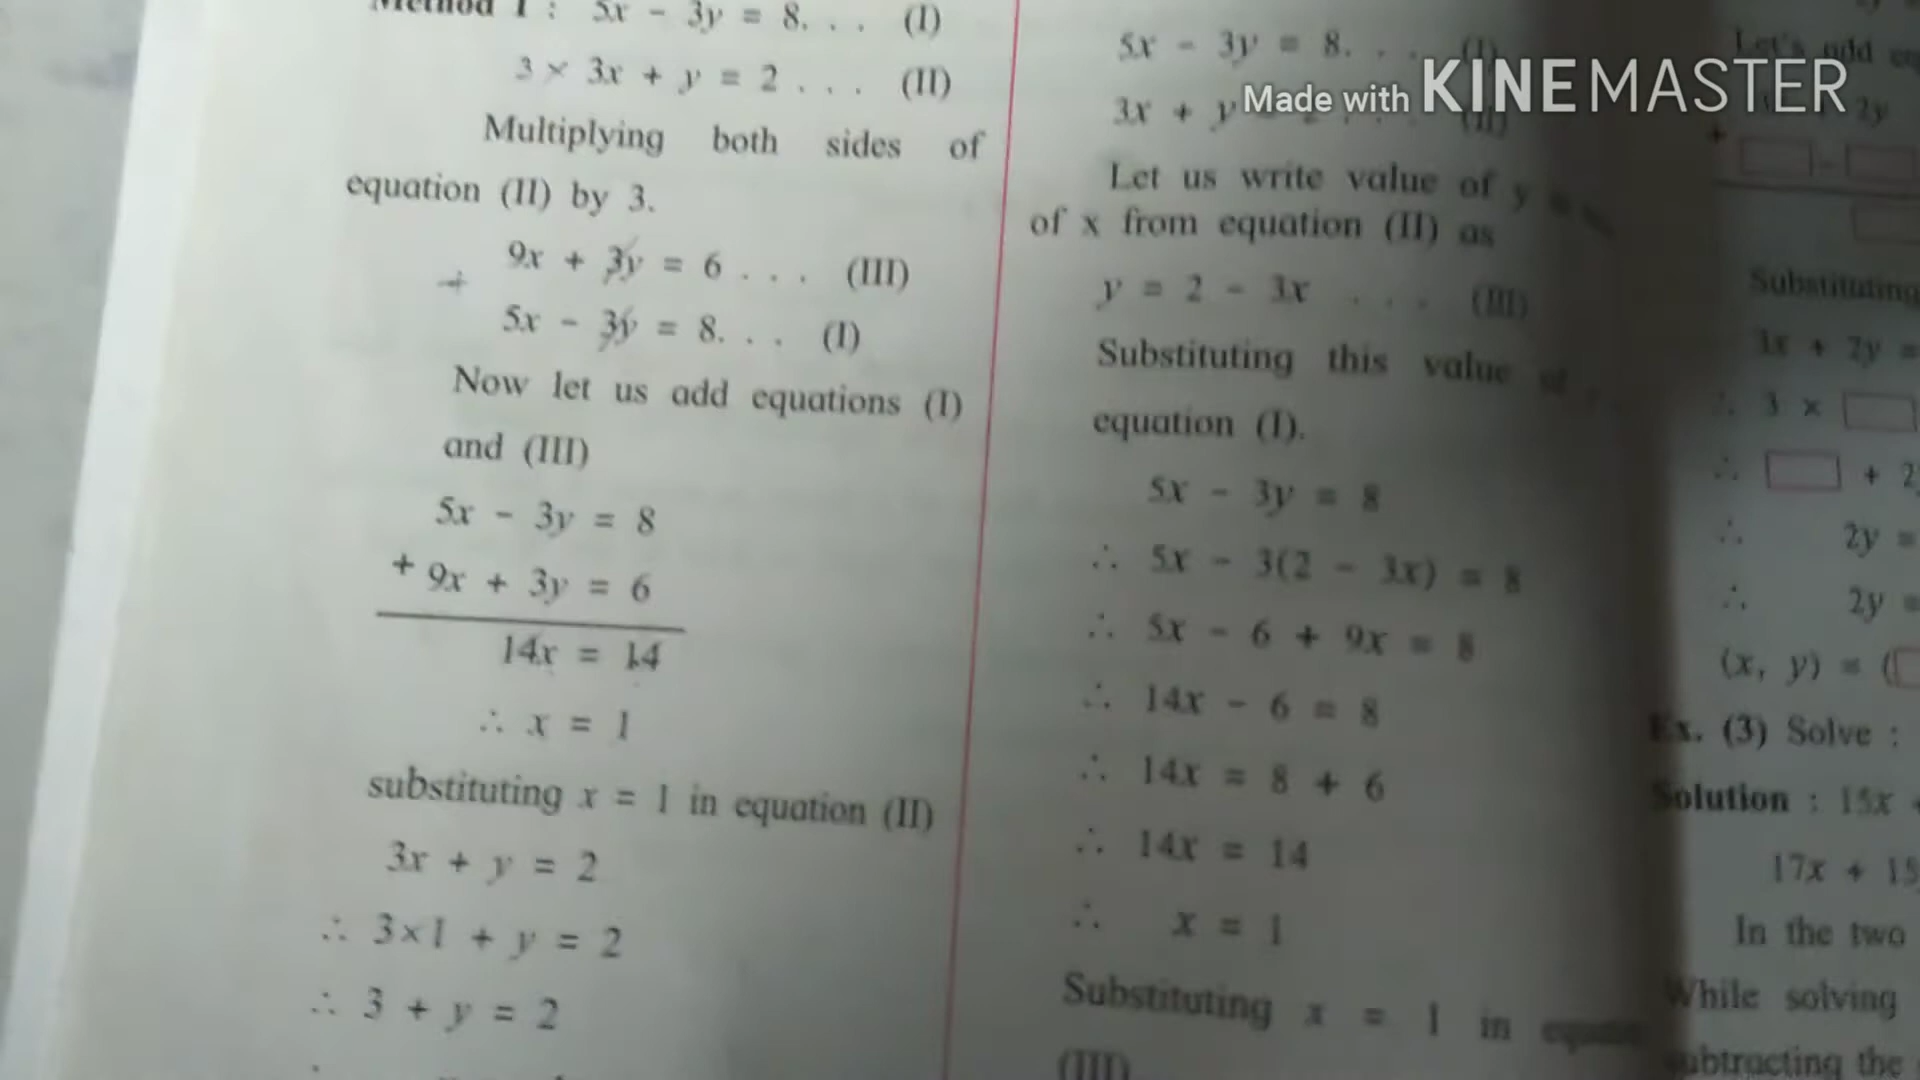 Method I : 5x - 3y = 8. . . (I)
3 × 3x + y = 2 . . . (II)
Multiplying both sides of
equation (II) by 3.
9x + 3y = 6 . . . (III)
+
5x - 3y = 8. . . (I)
Now let us add equations (I)
and (III)
5x - 3y = 8
+ 9x + 3y = 6
14x = 14
∴ x = 1
substituting x = 1 in equation (II)
3x + y = 2
∴ 3×1 + y = 2
∴ 3 + y = 2
5x - 3y = 8. . . (I)
3x + y
Made with KINEMASTER
Let us write value of y
of x from equation (II) as
y = 2 - 3x . . . (III)
Substituting this value
equation (I).
5x - 3y = 8
∴ 5x - 3(2 - 3x) = 8
∴ 5x - 6 + 9x = 8
∴ 14x - 6 = 8
∴ 14x = 8 + 6
∴ 14x = 14
∴ x = 1
Substituting x = 1 in
(III)
Let's add
2y
+ -
Substituting
3x + 2y =
∴ 3 ×
∴ + 2
∴ 2y =
∴ 2y =
(x, y) = (
Ex. (3) Solve :
Solution : 15x +
17x + 15
In the two
While solving
subtracting the